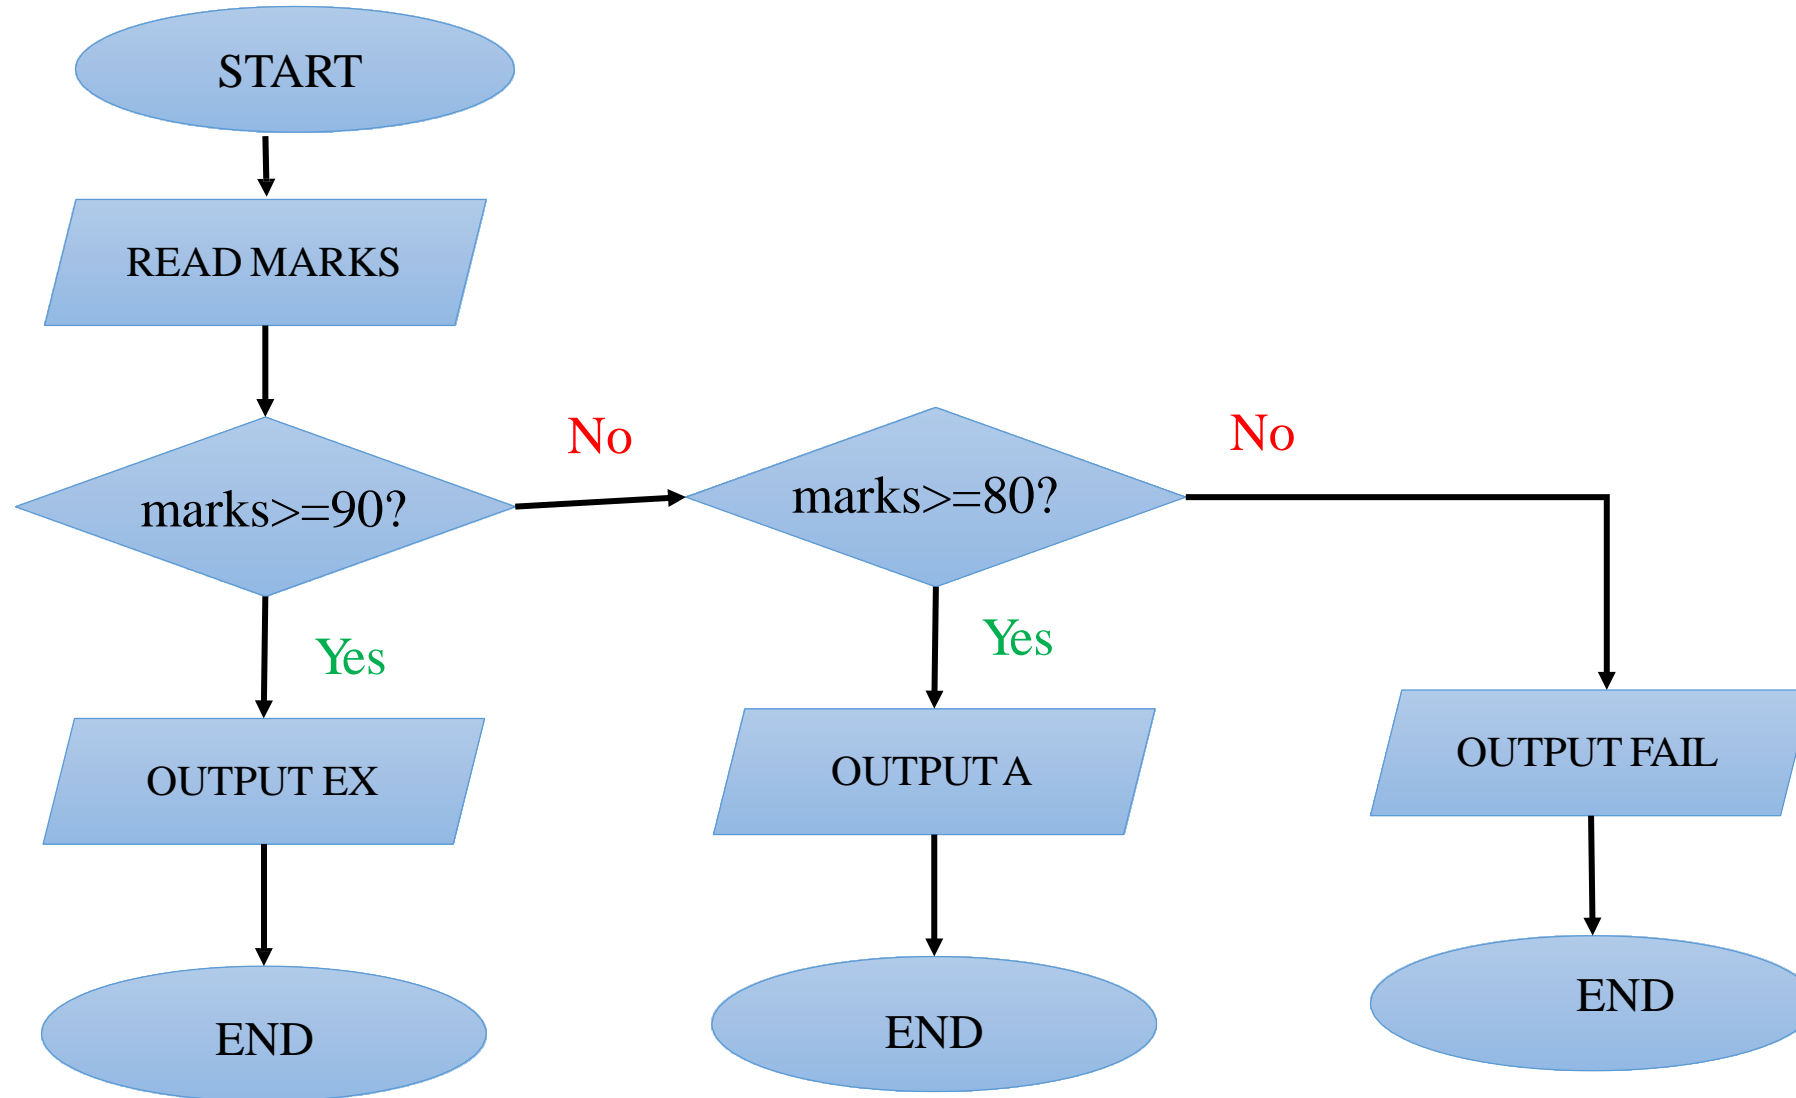 START
READ MARKS
marks>=90?
No
marks>=80?
No
Yes
Yes
OUTPUT EX
OUTPUT A
OUTPUT FAIL
END
END
END